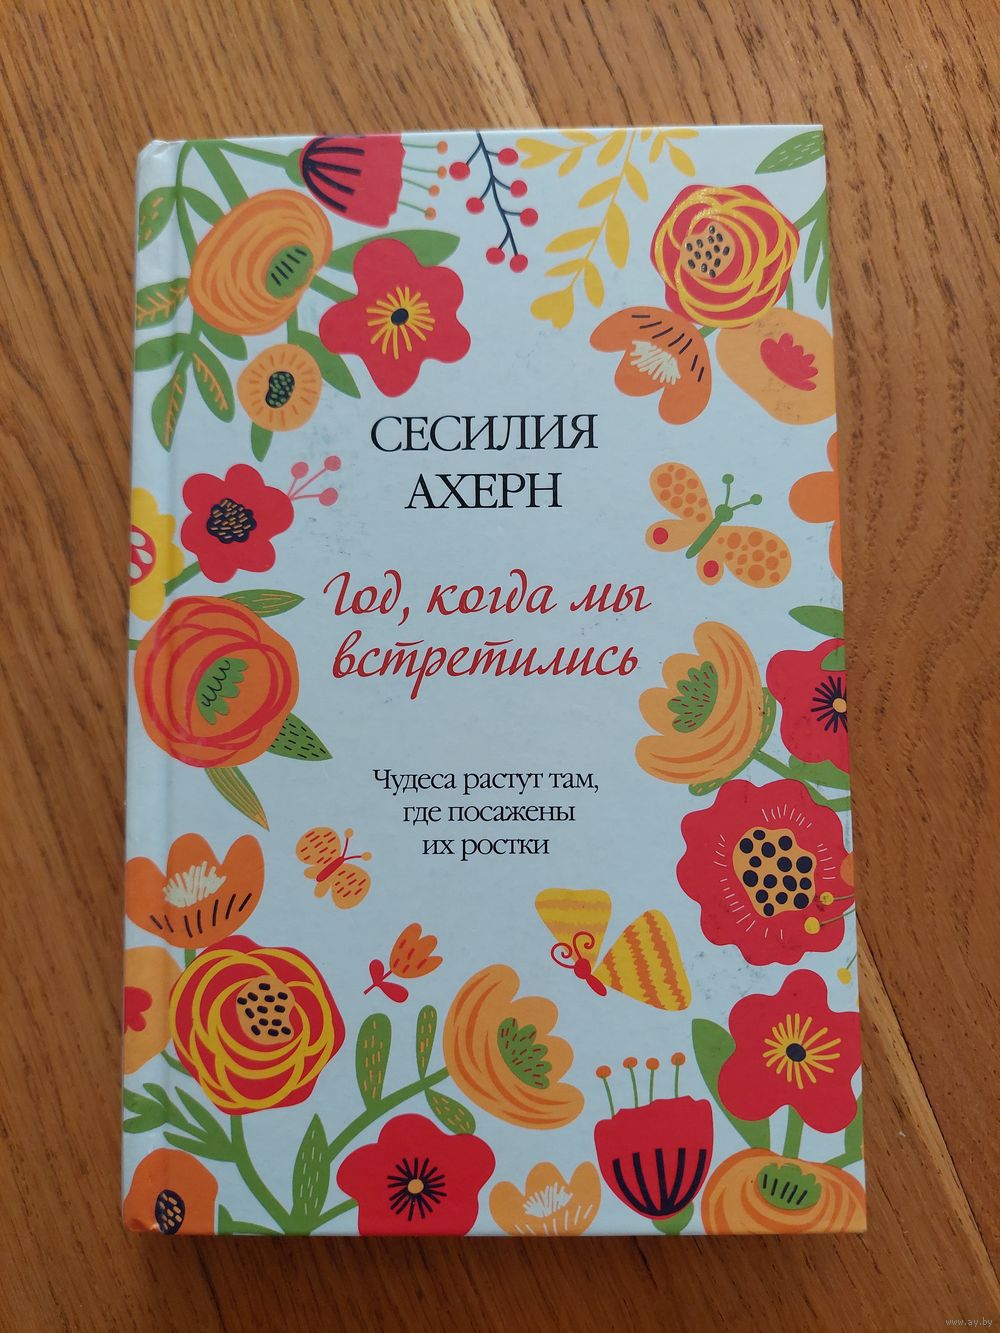 СЕСИЛИЯ
АХЕРН
Год, когда мы
встретились
Чудеса растут там,
где посажены
их ростки
www.ay.by